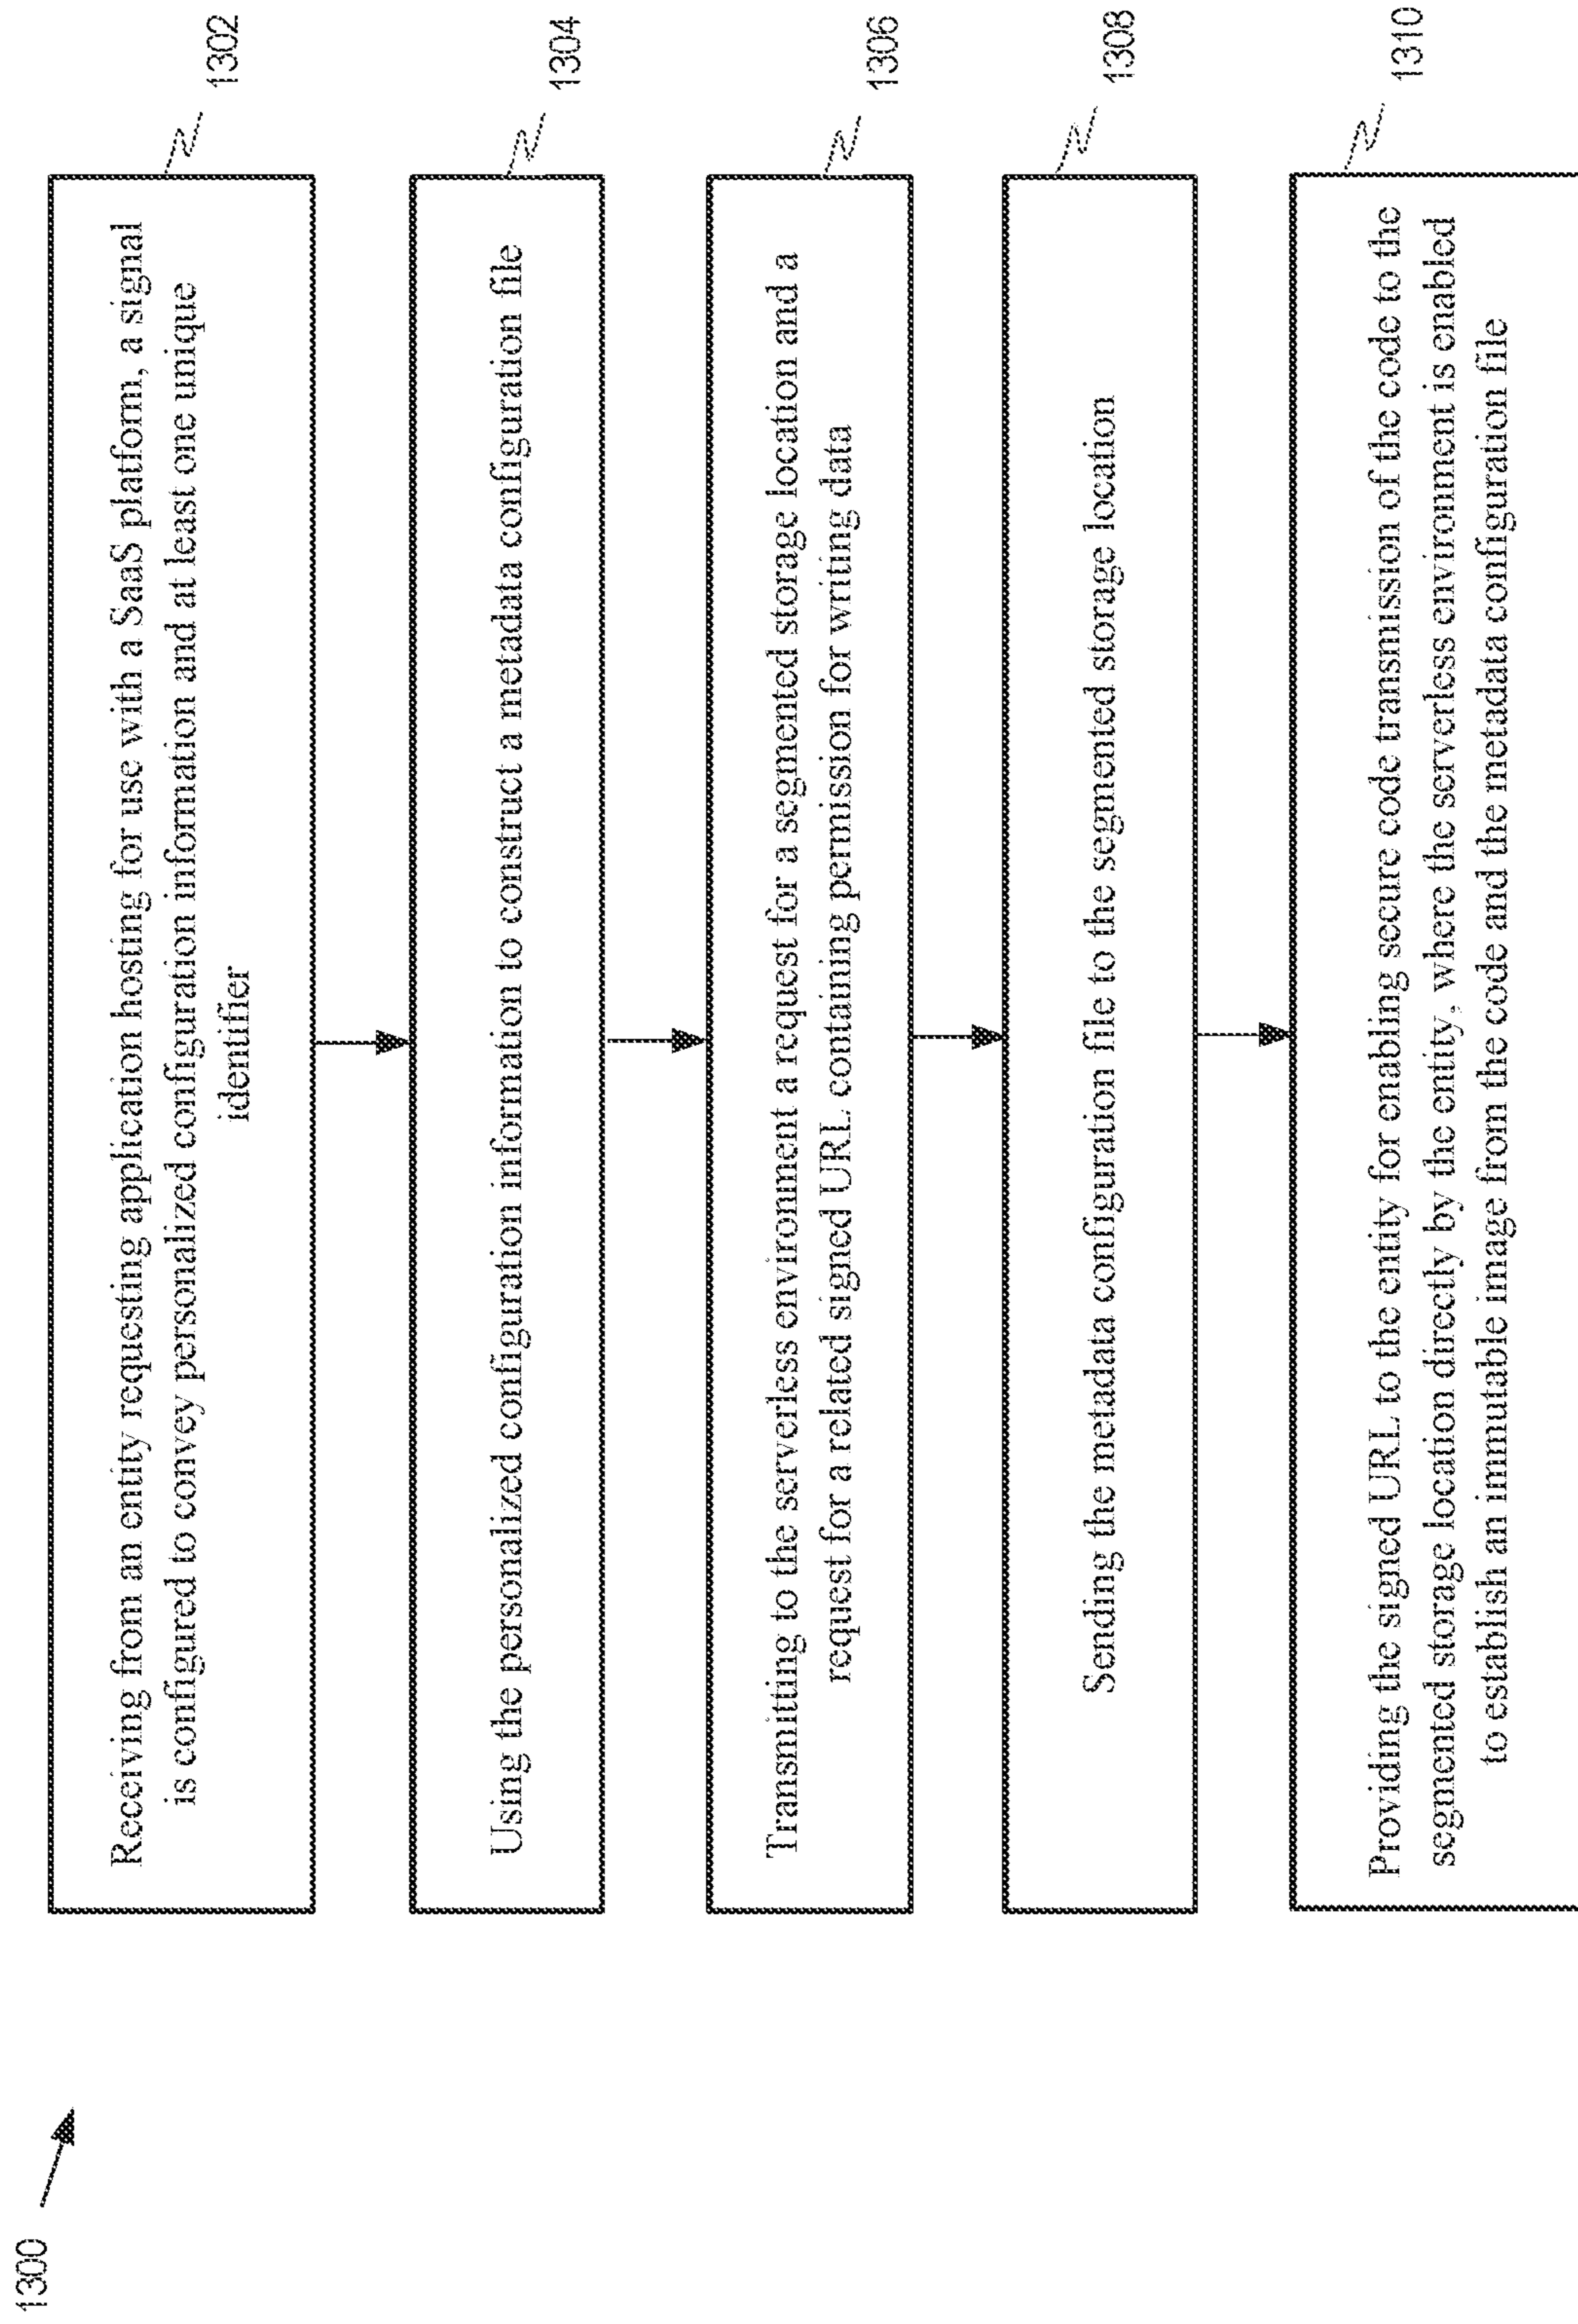 1300
Receiving from an entity requesting application hosting for use with a SaaS platform, a signal
is configured to convey personalized configuration information and at least one unique
identifier
1302
Using the personalized configuration information to construct a metadata configuration file
1304
Transmitting to the serverless environment a request for a segmented storage location and a
request for a related signed URL containing permission for writing data
1306
Sending the metadata configuration file to the segmented storage location
1308
Providing the signed URL to the entity for enabling secure code transmission of the code to the
segmented storage location directly by the entity, where the serverless environment is enabled
to establish an immutable image from the code and the metadata configuration file
1310